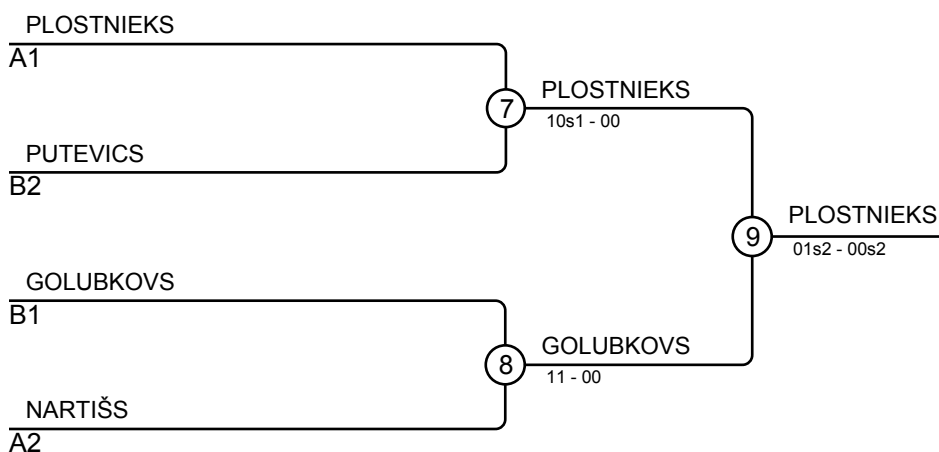 PLOSTNIEKS
A1
7
PLOSTNIEKS
10s1 - 00
PUTEVICS
B2
9
PLOSTNIEKS
01s2 - 00s2
GOLUBKOVS
B1
8
GOLUBKOVS
11 - 00
NARTIŠS
A2